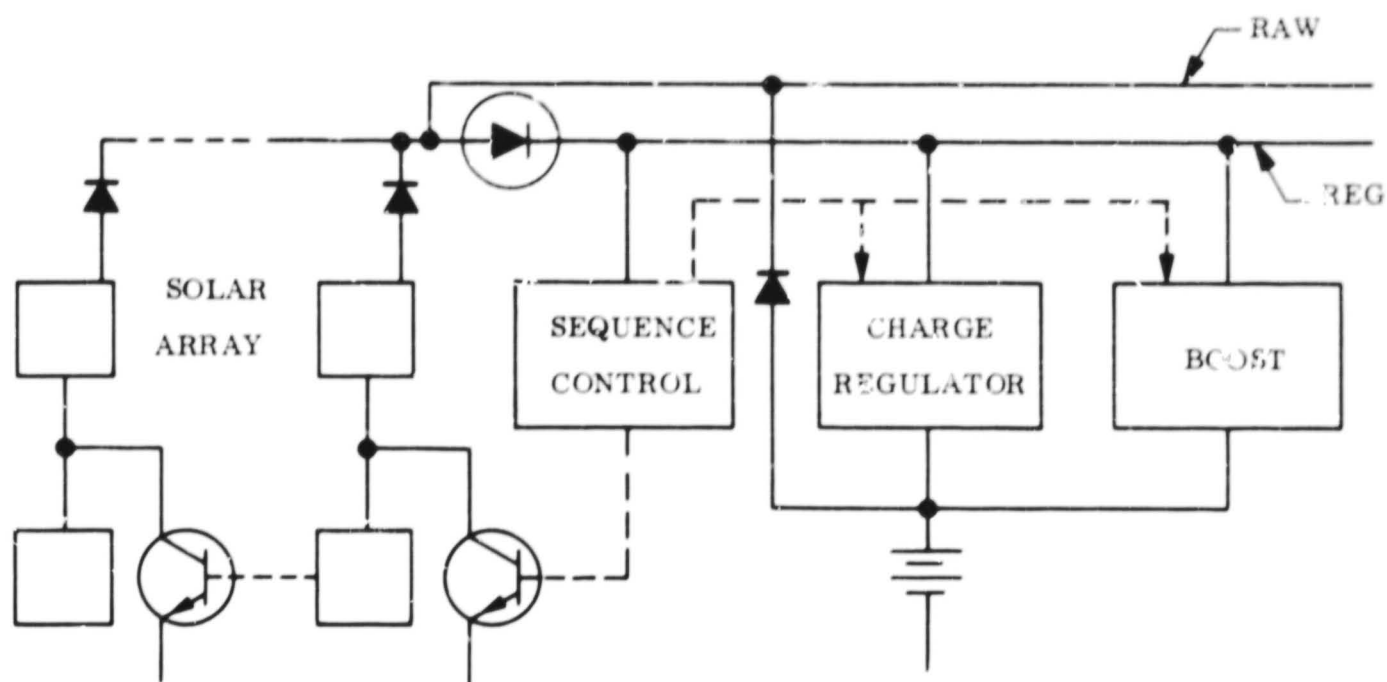 RAW
REG
SOLAR
ARRAY
SEQUENCE
CONTROL
CHARGE
REGULATOR
BOOST